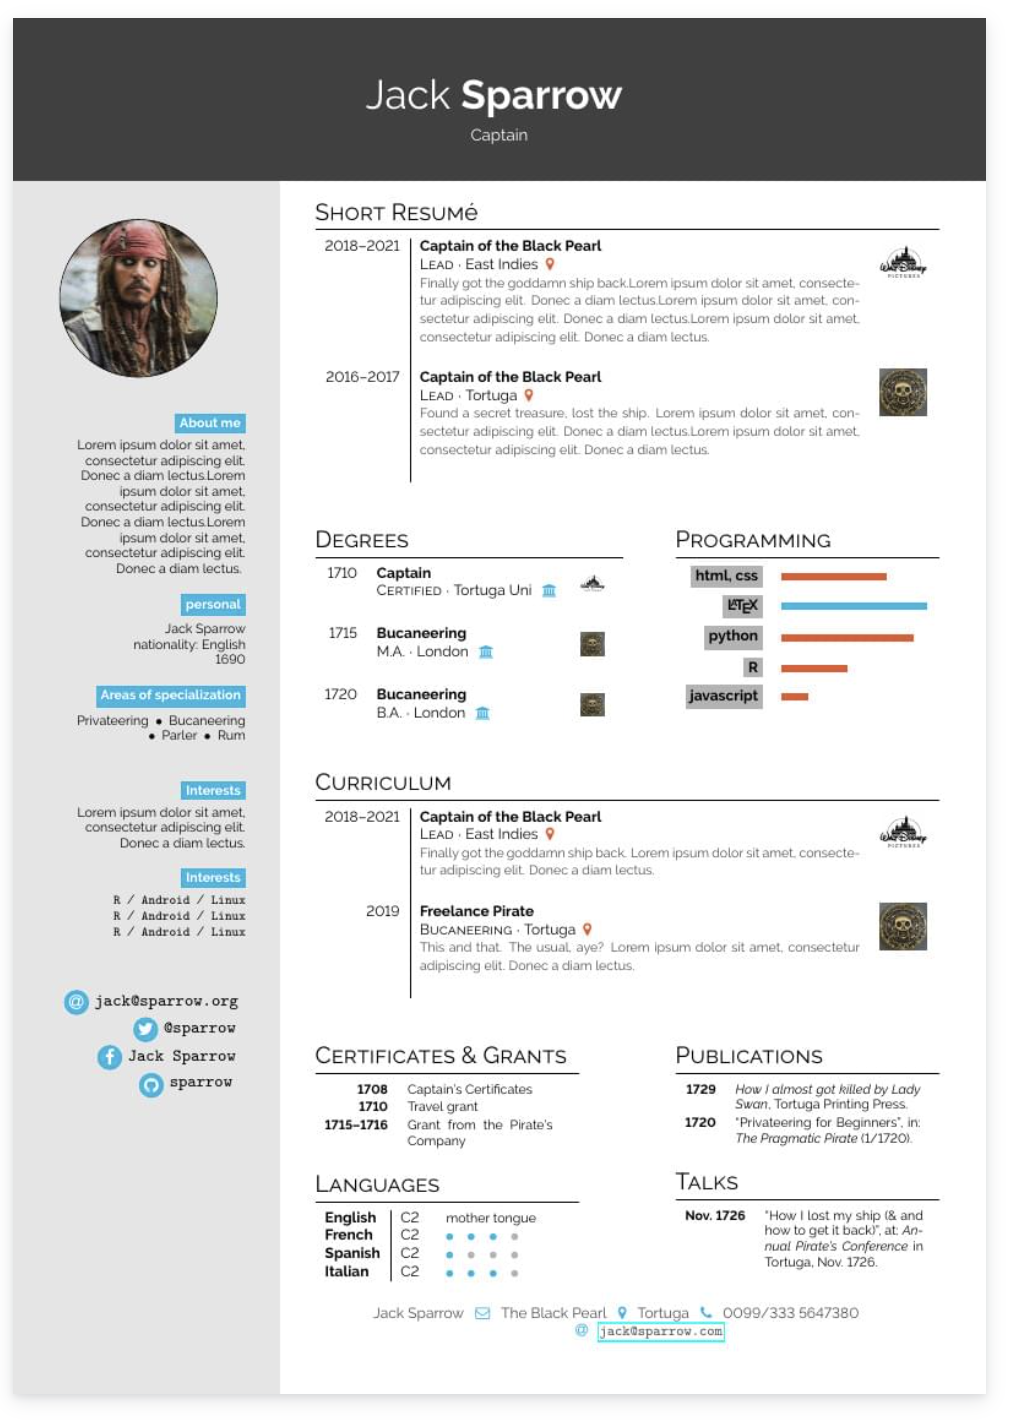 Jack Sparrow
Captain
About me
Lorem ipsum dolor sit amet,
consectetur adipiscing elit.
Donec a diam lectus.Lorem
ipsum dolor sit amet,
consectetur adipiscing elit.
Donec a diam lectus.Lorem
ipsum dolor sit amet,
consectetur adipiscing elit.
Donec a diam lectus.
personal
Jack Sparrow
nationality: English
1690
Areas of specialization
Privateering • Bucaneering
• Parler • Rum
Interests
Lorem ipsum dolor sit amet,
consectetur adipiscing elit.
Donec a diam lectus.
Interests
R / Android / Linux
R / Android / Linux
R / Android / Linux
@ jack@sparrow.org
@sparrow
f Jack Sparrow
sparrow
Short Resumé
2018–2021 Captain of the Black Pearl
Lead · East Indies
Finally got the goddamn ship back.Lorem ipsum dolor sit amet, consecte-
tur adipiscing elit. Donec a diam lectus.Lorem ipsum dolor sit amet, con-
sectetur adipiscing elit. Donec a diam lectus.Lorem ipsum dolor sit amet,
consectetur adipiscing elit. Donec a diam lectus.
Walt Disney
PICTURES
2016–2017 Captain of the Black Pearl
Lead · Tortuga
Found a secret treasure, lost the ship. Lorem ipsum dolor sit amet, con-
sectetur adipiscing elit. Donec a diam lectus.Lorem ipsum dolor sit amet,
consectetur adipiscing elit. Donec a diam lectus.
Degrees
1710 Captain
Certified · Tortuga Uni
1715 Bucaneering
M.A. · London
1720 Bucaneering
B.A. · London
Programming
html, css
LATEX
python
R
javascript
Curriculum
2018–2021 Captain of the Black Pearl
Lead · East Indies
Finally got the goddamn ship back. Lorem ipsum dolor sit amet, consecte-
tur adipiscing elit. Donec a diam lectus.
Walt Disney
PICTURES
2019 Freelance Pirate
Bucaneering · Tortuga
This and that. The usual, aye? Lorem ipsum dolor sit amet, consectetur
adipiscing elit. Donec a diam lectus.
Certificates & Grants
1708 Captain's Certificates
1710 Travel grant
1715–1716 Grant from the Pirate's
Company
Publications
1729 How I almost got killed by Lady
Swan, Tortuga Printing Press.
1720 "Privateering for Beginners", in:
The Pragmatic Pirate (1/1720).
Languages
English C2 mother tongue
French C2
Spanish C2
Italian C2
Talks
Nov. 1726 "How I lost my ship (& and
how to get it back)", at: An-
nual Pirate's Conference in
Tortuga, Nov. 1726.
Jack Sparrow The Black Pearl Tortuga 0099/333 5647380
@ jack@sparrow.com